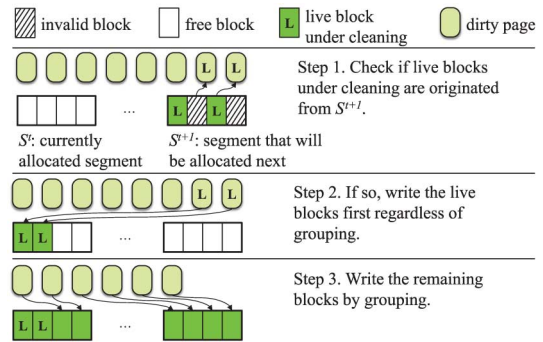 invalid block
free block
L
live block
under cleaning
dirty page
L L
L L
Step 1. Check if live blocks
under cleaning are originated
from S^{t+1}.
...
S^t: currently
allocated segment
S^{t+1}: segment that will
be allocated next
L L
Step 2. If so, write the live
blocks first regardless of
grouping.
L L
...
Step 3. Write the remaining
blocks by grouping.
L L
...